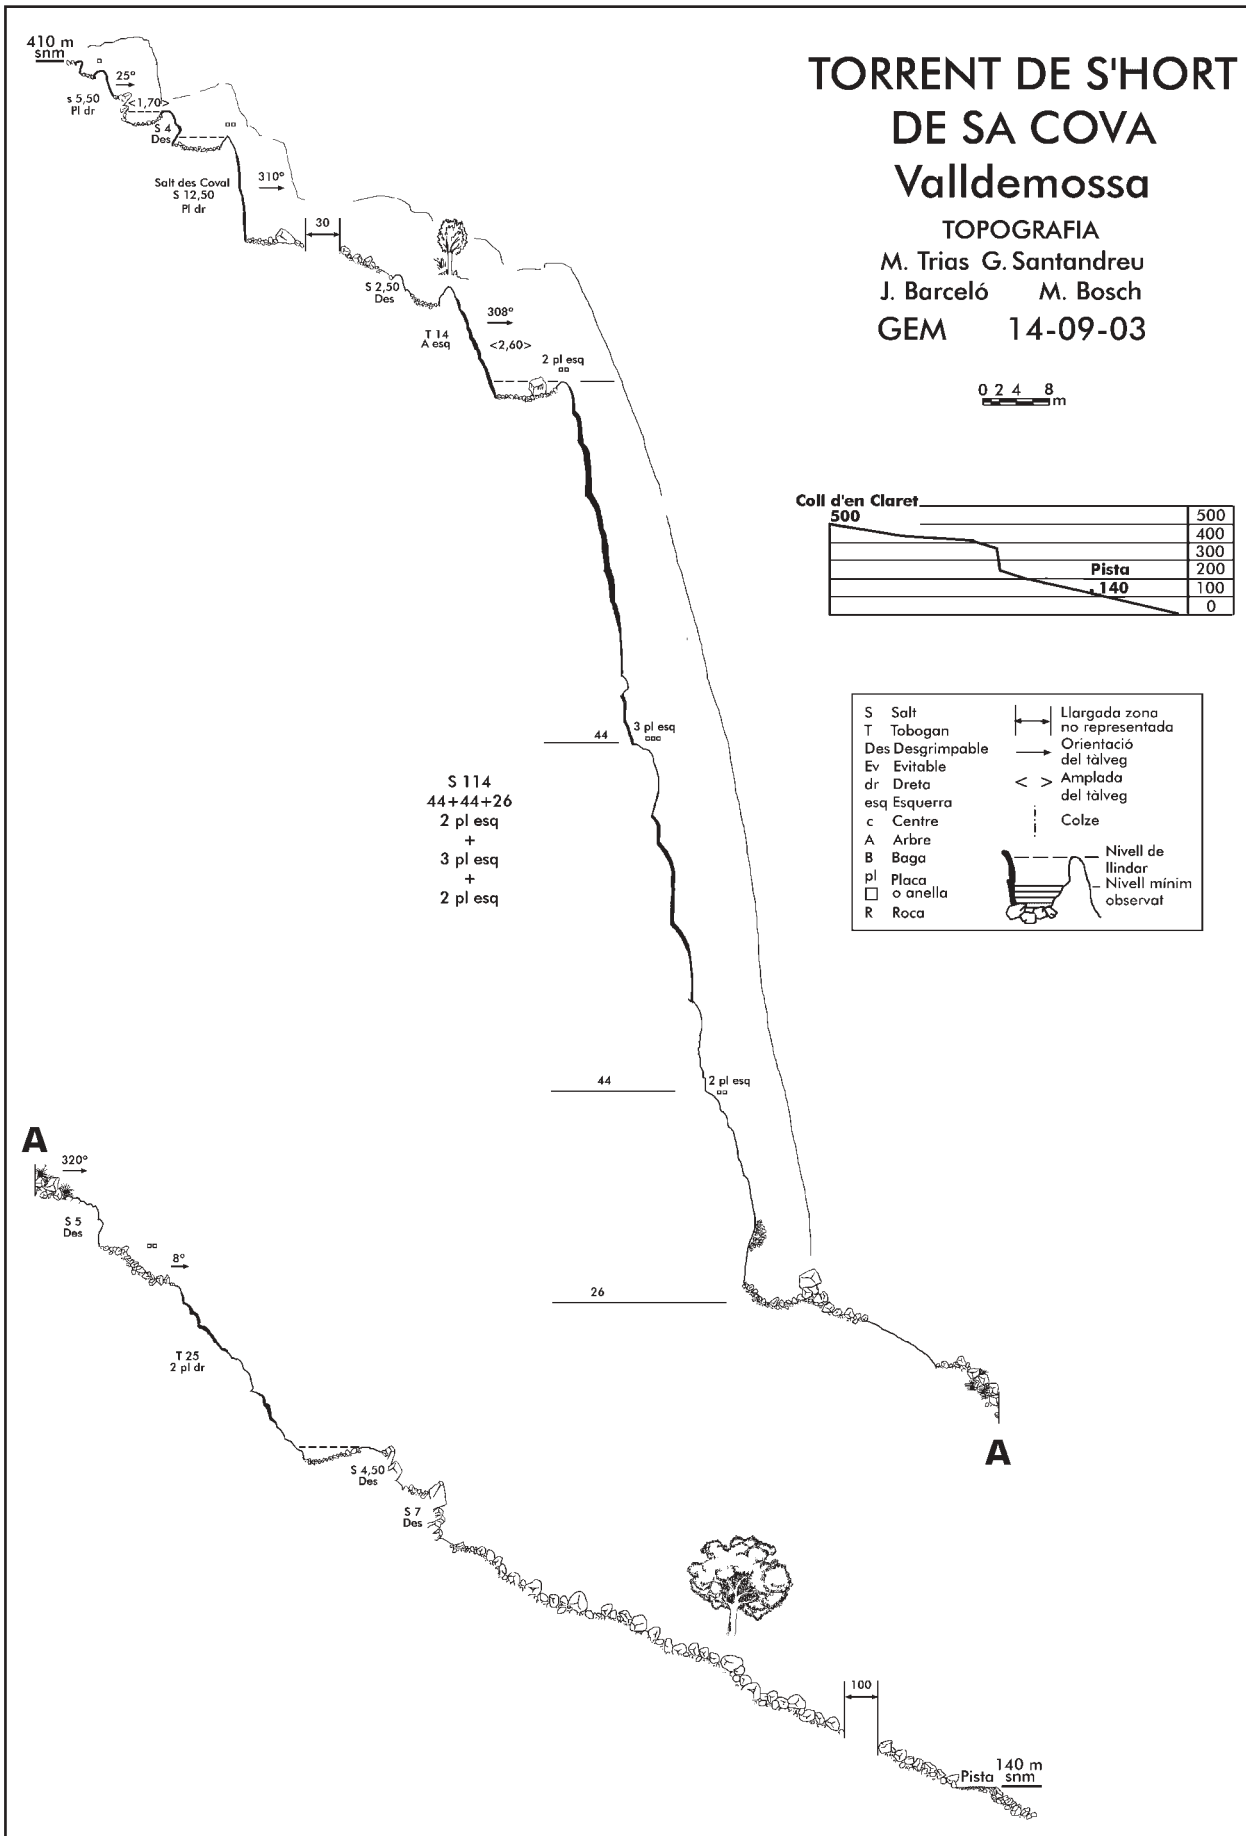 TORRENT DE S'HORT
DE SA COVA
Valldemossa
TOPOGRAFIA
M. Trias G. Santandreu
J. Barceló M. Bosch
GEM 14-09-03
0 2 4 8
m
410 m
snm
25°
s 5,50
Pl dr
<1,70>
S 4
Des
Salt des Coval
S 12,50
Pl dr
310°
30
S 2,50
Des
T 14
A esq
308°
<2,60>
2 pl esq
44
3 pl esq
S 114
44+44+26
2 pl esq
+
3 pl esq
+
2 pl esq
44
2 pl esq
26
A
Coll d'en Claret
500
Pista
140
500
400
300
200
100
0
S Salt
T Tobogan
Des Desgrimpable
Ev Evitable
dr Dreta
esq Esquerra
c Centre
A Arbre
B Baga
pl Placa
o anella
R Roca
Llargada zona
no representada
Orientació
del tàlveg
< > Amplada
del tàlveg
Colze
Nivell de
llindar
Nivell mínim
observat
A
320°
S 5
Des
8°
T 25
2 pl dr
S 4,50
Des
S 7
Des
100
Pista
140 m
snm